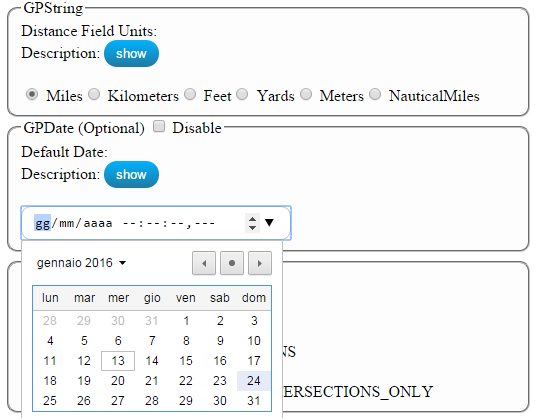 GPString
Distance Field Units:
Description: show
Miles Kilometers Feet Yards Meters NauticalMiles
GPDate (Optional) Disable
Default Date:
Description: show
gg/mm/aaaa --:--:--,---
gennaio 2016
lun mar mer gio ven sab dom
28 29 30 31 1 2 3
4 5 6 7 8 9 10
11 12 13 14 15 16 17
18 19 20 21 22 23 24
25 26 27 28 29 30 31
NS
ERSECTIONS_ONLY